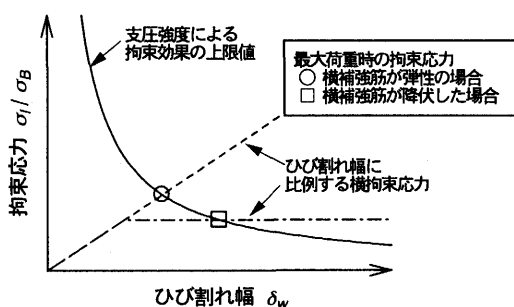 支圧強度による
拘束効果の上限値
最大荷重時の拘束応力
横補強筋が弾性の場合
横補強筋が降伏した場合
ひび割れ幅に
比例する横拘束応力
拘束応力 σ_l / σ_B
ひび割れ幅 δ_w